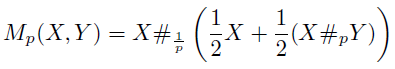 $M_p(X, Y) = X \#_{\frac{1}{p}} \left( \frac{1}{2} X + \frac{1}{2} (X \#_p Y) \right)$